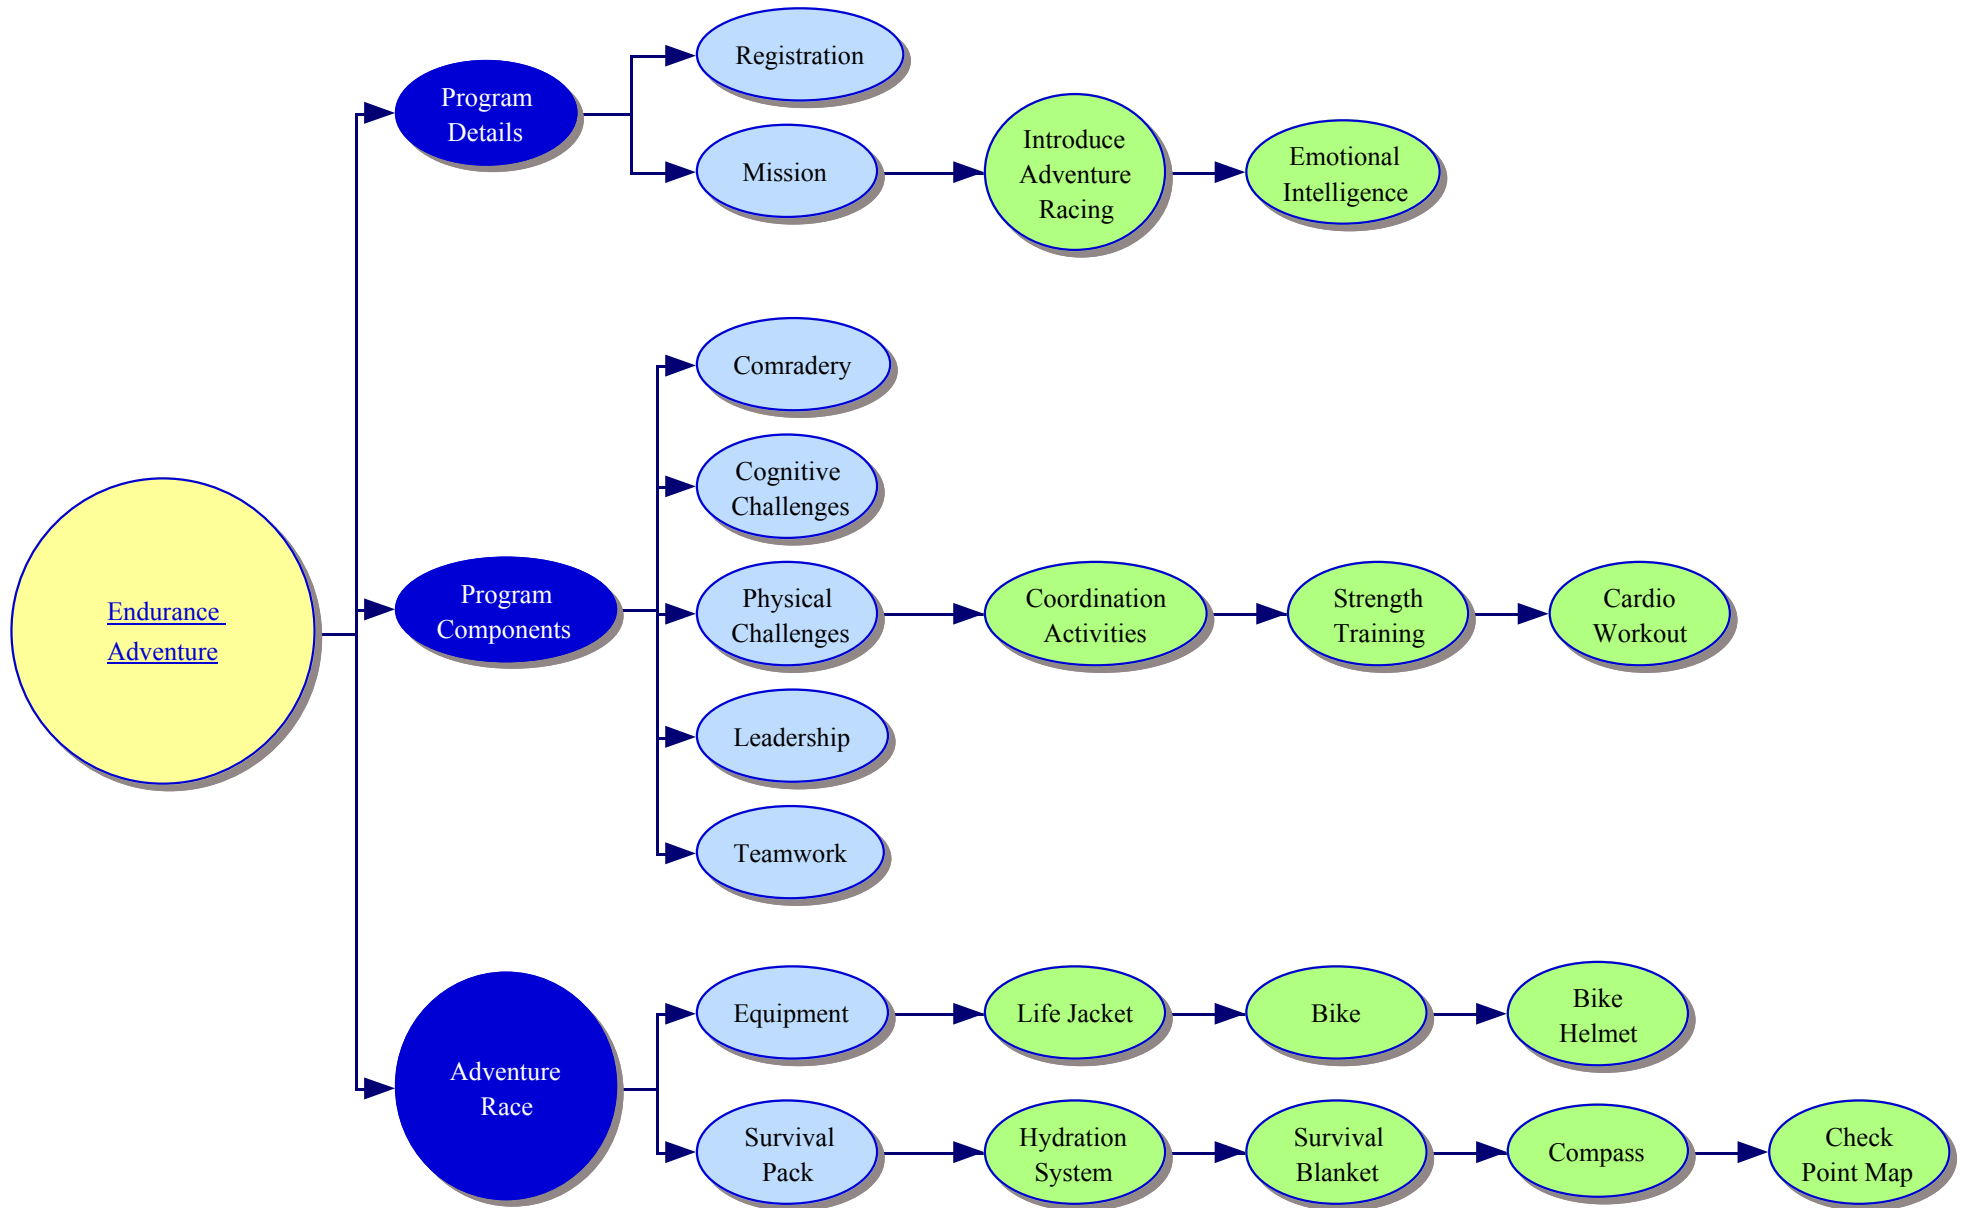 Endurance
Adventure
Program
Details
Registration
Mission
Introduce
Adventure
Racing
Emotional
Intelligence
Program
Components
Comradery
Cognitive
Challenges
Physical
Challenges
Coordination
Activities
Strength
Training
Cardio
Workout
Leadership
Teamwork
Adventure
Race
Equipment
Life Jacket
Bike
Bike
Helmet
Survival
Pack
Hydration
System
Survival
Blanket
Compass
Check
Point Map